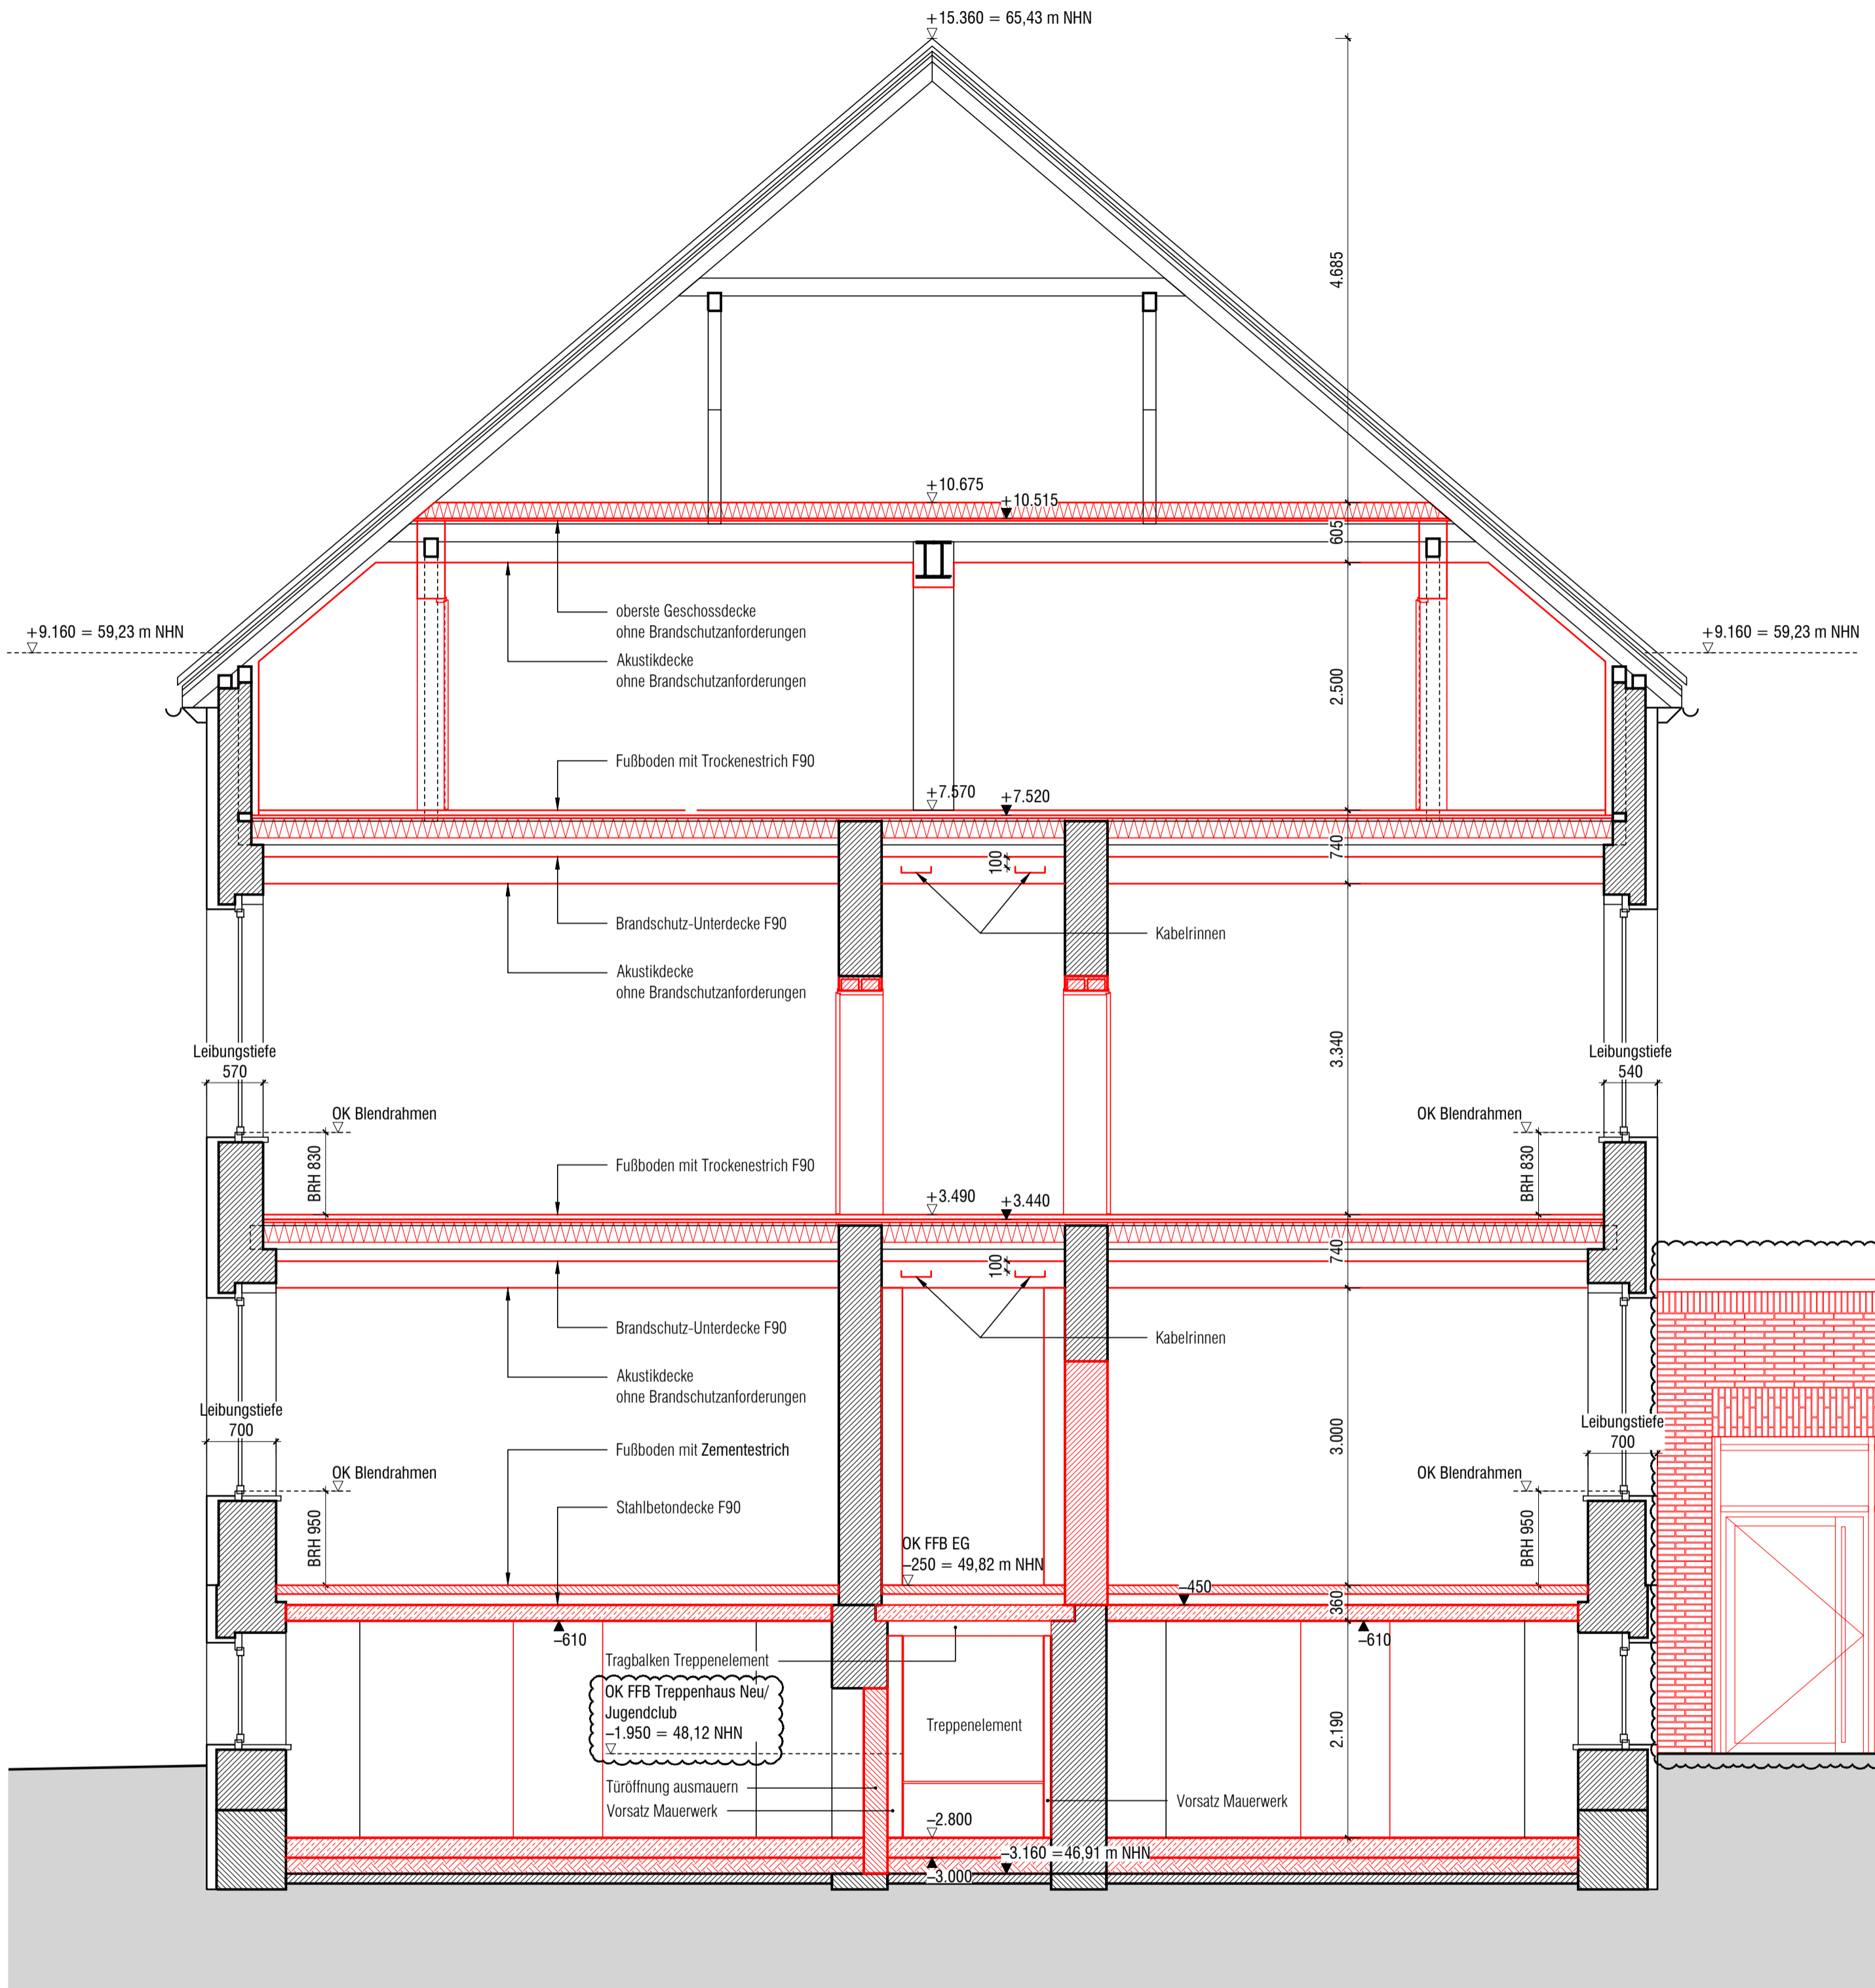 +15.360 = 65,43 m NHN
4.685
+10.675
+10.515
605
oberste Geschossdecke
ohne Brandschutzanforderungen
+9.160 = 59,23 m NHN
+9.160 = 59,23 m NHN
Akustikdecke
ohne Brandschutzanforderungen
2.500
Fußboden mit Trockenestrich F90
+7.570
+7.520
740
100
Brandschutz-Unterdecke F90
Kabelrinnen
Akustikdecke
ohne Brandschutzanforderungen
3.340
Leibungstiefe
570
Leibungstiefe
540
OK Blendrahmen
OK Blendrahmen
BRH 830
BRH 830
Fußboden mit Trockenestrich F90
+3.490
+3.440
740
100
Brandschutz-Unterdecke F90
Kabelrinnen
Akustikdecke
ohne Brandschutzanforderungen
Leibungstiefe
700
Leibungstiefe
700
3.000
Fußboden mit Zementestrich
OK Blendrahmen
OK Blendrahmen
Stahlbetondecke F90
BRH 950
BRH 950
OK FFB EG
–250 = 49,82 m NHN
–450
360
–610
–610
Tragbalken Treppenelement
OK FFB Treppenhaus Neu/
Jugendclub
–1.950 = 48,12 NHN
Treppenelement
2.190
Türöffnung ausmauern
Vorsatz Mauerwerk
Vorsatz Mauerwerk
–2.800
–3.160 =46,91 m NHN
–3.000